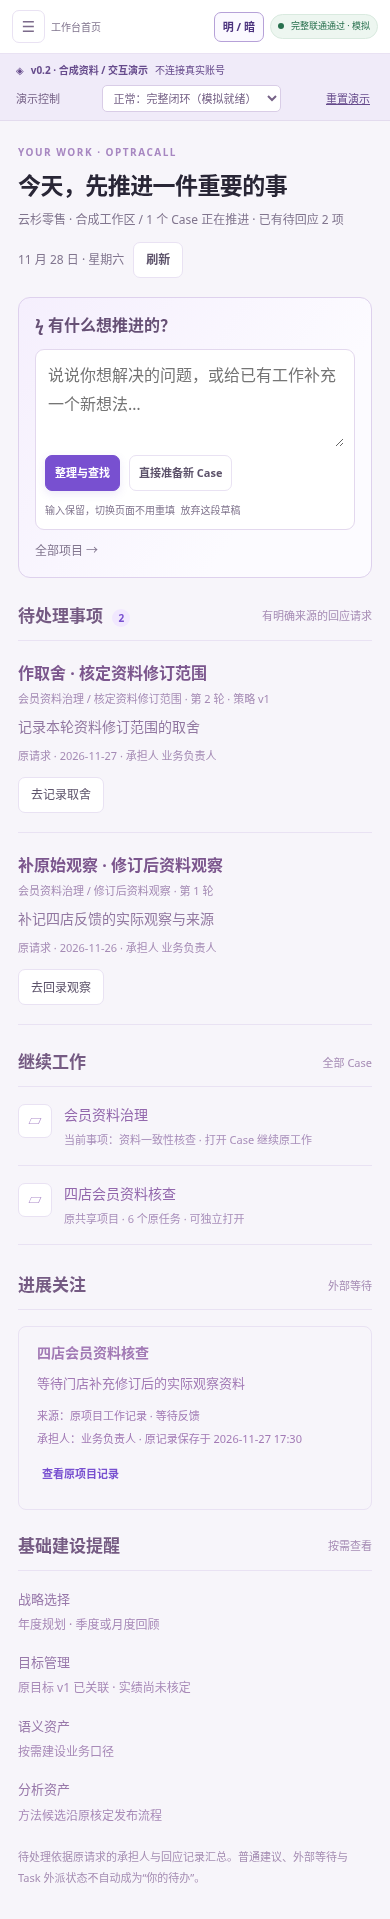 ☰ 工作台首页 明 / 暗 ● 完整联通通过 · 模拟
◈ v0.2 · 合成资料 / 交互演示 不连接真实账号
演示控制 正常：完整闭环（模拟就绪） 重置演示
YOUR WORK · OPTRACALL
今天，先推进一件重要的事
云杉零售 · 合成工作区 / 1 个 Case 正在推进 · 已有待回应 2 项
11 月 28 日 · 星期六 刷新
有什么想推进的？
说说你想解决的问题，或给已有工作补充
一个新想法…
整理与查找 直接准备新 Case
输入保留，切换页面不用重填 放弃这段草稿
全部项目 →
待处理事项 2 有明确来源的回应请求
作取舍 · 核定资料修订范围
会员资料治理 / 核定资料修订范围 · 第 2 轮 · 策略 v1
记录本轮资料修订范围的取舍
原请求 · 2026-11-27 · 承担人 业务负责人
去记录取舍
补原始观察 · 修订后资料观察
会员资料治理 / 修订后资料观察 · 第 1 轮
补记四店反馈的实际观察与来源
原请求 · 2026-11-26 · 承担人 业务负责人
去回录观察
继续工作 全部 Case
▱ 会员资料治理
当前事项：资料一致性核查 · 打开 Case 继续原工作
▱ 四店会员资料核查
原共享项目 · 6 个原任务 · 可独立打开
进展关注 外部等待
四店会员资料核查
等待门店补充修订后的实际观察资料
来源：原项目工作记录 · 等待反馈
承担人：业务负责人 · 原记录保存于 2026-11-27 17:30
查看原项目记录
基础建设提醒 按需查看
战略选择
年度规划 · 季度或月度回顾
目标管理
原目标 v1 已关联 · 实绩尚未核定
语义资产
按需建设业务口径
分析资产
方法候选沿原核定发布流程
待处理依据原请求的承担人与回应记录汇总。普通建议、外部等待与
Task 外派状态不自动成为“你的待办”。